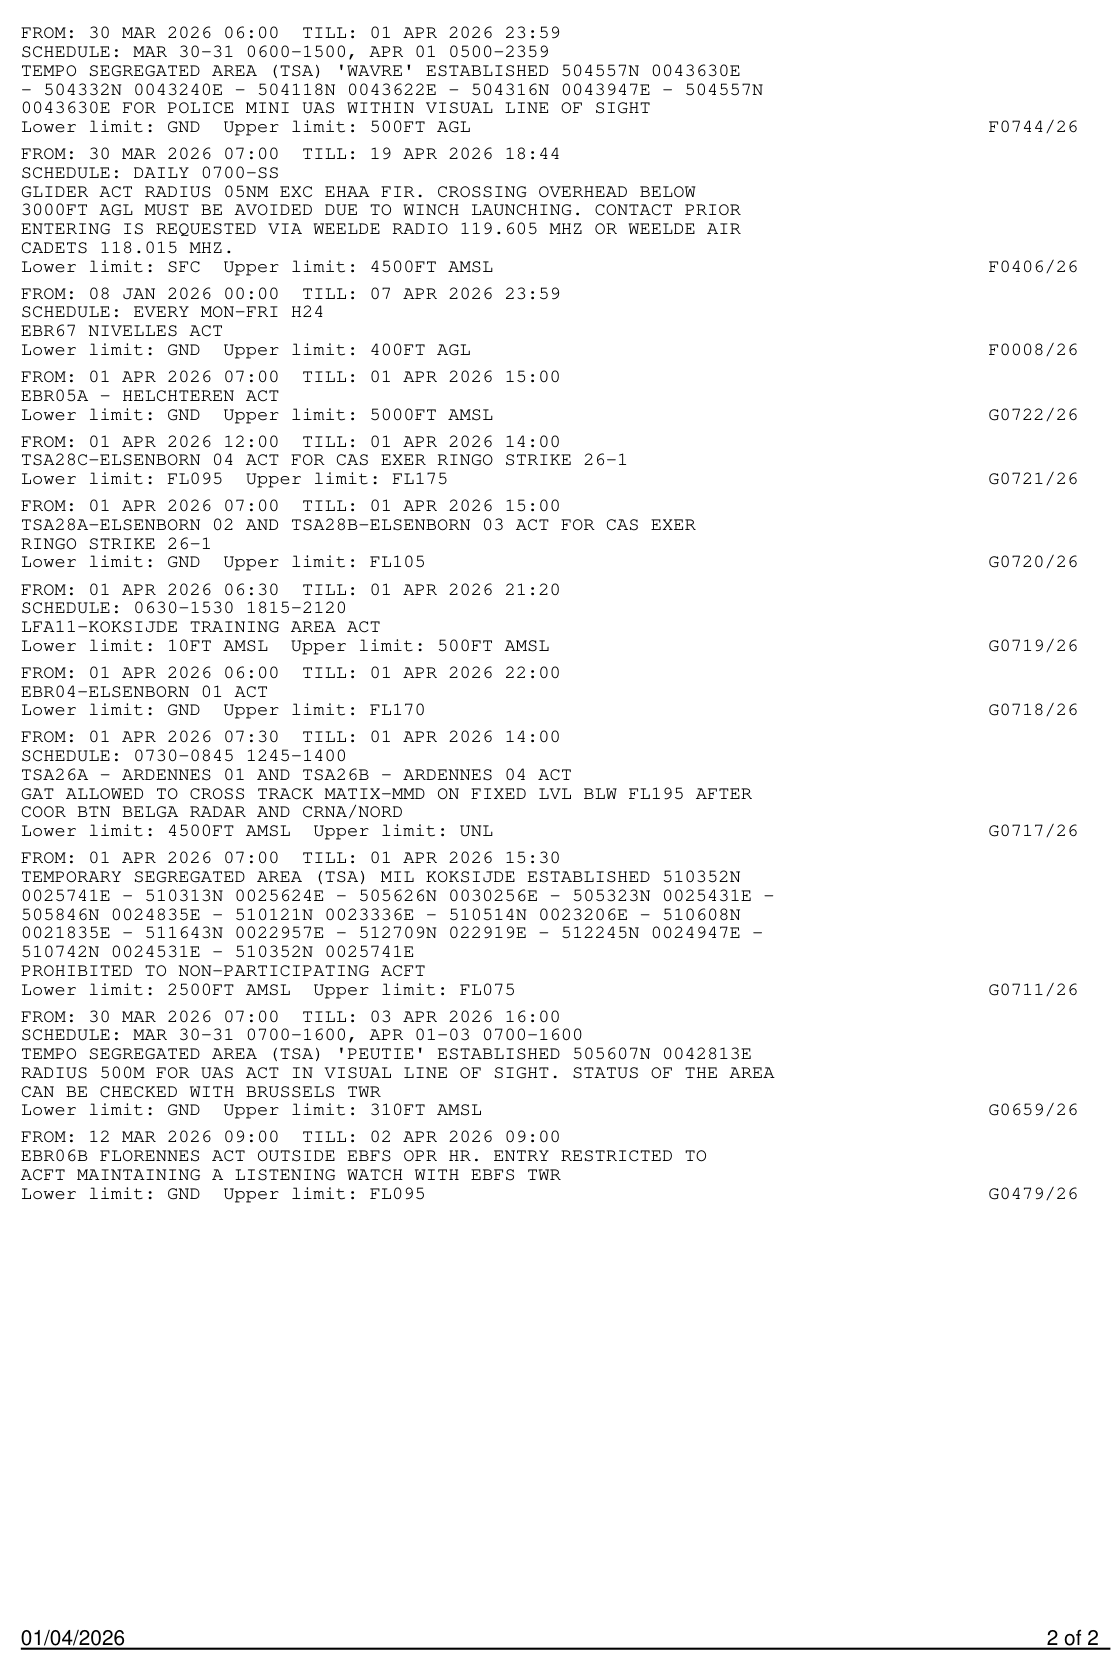 FROM: 30 MAR 2026 06:00  TILL: 01 APR 2026 23:59
SCHEDULE: MAR 30-31 0600-1500, APR 01 0500-2359
TEMPO SEGREGATED AREA (TSA) 'WAVRE' ESTABLISHED 504557N 0043630E
- 504332N 0043240E - 504118N 0043622E - 504316N 0043947E - 504557N
0043630E FOR POLICE MINI UAS WITHIN VISUAL LINE OF SIGHT
Lower limit: GND  Upper limit: 500FT AGL F0744/26
FROM: 30 MAR 2026 07:00  TILL: 19 APR 2026 18:44
SCHEDULE: DAILY 0700-SS
GLIDER ACT RADIUS 05NM EXC EHAA FIR. CROSSING OVERHEAD BELOW
3000FT AGL MUST BE AVOIDED DUE TO WINCH LAUNCHING. CONTACT PRIOR
ENTERING IS REQUESTED VIA WEELDE RADIO 119.605 MHZ OR WEELDE AIR
CADETS 118.015 MHZ.
Lower limit: SFC  Upper limit: 4500FT AMSL F0406/26
FROM: 08 JAN 2026 00:00  TILL: 07 APR 2026 23:59
SCHEDULE: EVERY MON-FRI H24
EBR67 NIVELLES ACT
Lower limit: GND  Upper limit: 400FT AGL F0008/26
FROM: 01 APR 2026 07:00  TILL: 01 APR 2026 15:00
EBR05A - HELCHTEREN ACT
Lower limit: GND  Upper limit: 5000FT AMSL G0722/26
FROM: 01 APR 2026 12:00  TILL: 01 APR 2026 14:00
TSA28C-ELSENBORN 04 ACT FOR CAS EXER RINGO STRIKE 26-1
Lower limit: FL095  Upper limit: FL175 G0721/26
FROM: 01 APR 2026 07:00  TILL: 01 APR 2026 15:00
TSA28A-ELSENBORN 02 AND TSA28B-ELSENBORN 03 ACT FOR CAS EXER
RINGO STRIKE 26-1
Lower limit: GND  Upper limit: FL105 G0720/26
FROM: 01 APR 2026 06:30  TILL: 01 APR 2026 21:20
SCHEDULE: 0630-1530 1815-2120
LFA11-KOKSIJDE TRAINING AREA ACT
Lower limit: 10FT AMSL  Upper limit: 500FT AMSL G0719/26
FROM: 01 APR 2026 06:00  TILL: 01 APR 2026 22:00
EBR04-ELSENBORN 01 ACT
Lower limit: GND  Upper limit: FL170 G0718/26
FROM: 01 APR 2026 07:30  TILL: 01 APR 2026 14:00
SCHEDULE: 0730-0845 1245-1400
TSA26A - ARDENNES 01 AND TSA26B - ARDENNES 04 ACT
GAT ALLOWED TO CROSS TRACK MATIX-MMD ON FIXED LVL BLW FL195 AFTER
COOR BTN BELGA RADAR AND CRNA/NORD
Lower limit: 4500FT AMSL  Upper limit: UNL G0717/26
FROM: 01 APR 2026 07:00  TILL: 01 APR 2026 15:30
TEMPORARY SEGREGATED AREA (TSA) MIL KOKSIJDE ESTABLISHED 510352N
0025741E - 510313N 0025624E - 505626N 0030256E - 505323N 0025431E -
505846N 0024835E - 510121N 0023336E - 510514N 0023206E - 510608N
0021835E - 511643N 0022957E - 512709N 022919E - 512245N 0024947E -
510742N 0024531E - 510352N 0025741E
PROHIBITED TO NON-PARTICIPATING ACFT
Lower limit: 2500FT AMSL  Upper limit: FL075 G0711/26
FROM: 30 MAR 2026 07:00  TILL: 03 APR 2026 16:00
SCHEDULE: MAR 30-31 0700-1600, APR 01-03 0700-1600
TEMPO SEGREGATED AREA (TSA) 'PEUTIE' ESTABLISHED 505607N 0042813E
RADIUS 500M FOR UAS ACT IN VISUAL LINE OF SIGHT. STATUS OF THE AREA
CAN BE CHECKED WITH BRUSSELS TWR
Lower limit: GND  Upper limit: 310FT AMSL G0659/26
FROM: 12 MAR 2026 09:00  TILL: 02 APR 2026 09:00
EBR06B FLORENNES ACT OUTSIDE EBFS OPR HR. ENTRY RESTRICTED TO
ACFT MAINTAINING A LISTENING WATCH WITH EBFS TWR
Lower limit: GND  Upper limit: FL095 G0479/26
01/04/2026 2 of 2